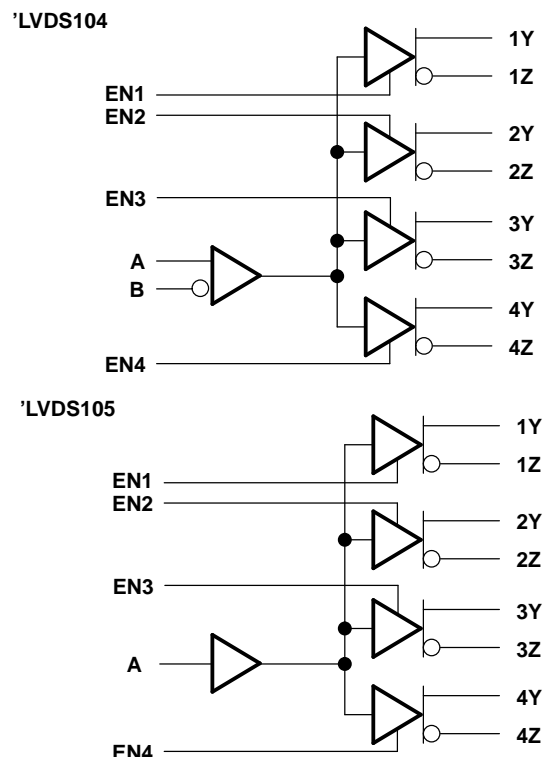 'LVDS104
1Y
1Z
EN1
EN2
2Y
2Z
EN3
3Y
A
3Z
B
4Y
4Z
EN4
'LVDS105
1Y
1Z
EN1
EN2
2Y
2Z
EN3
3Y
3Z
A
4Y
4Z
EN4